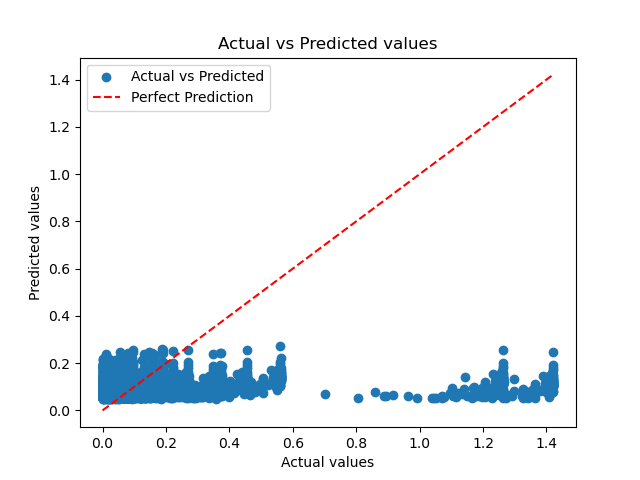 Actual vs Predicted values
Actual vs Predicted
Perfect Prediction
Predicted values
1.4
1.2
1.0
0.8
0.6
0.4
0.2
0.0
0.0 0.2 0.4 0.6 0.8 1.0 1.2 1.4
Actual values